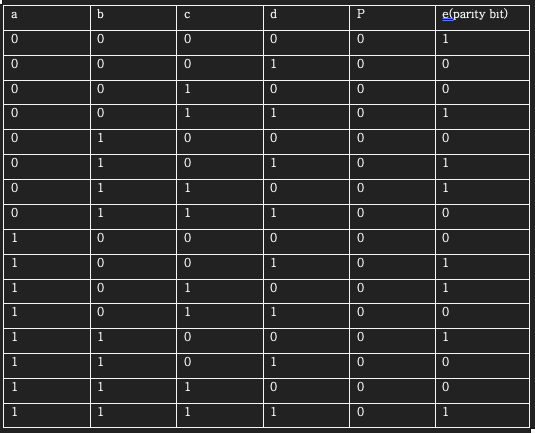 a b c d P e(parity bit)
0 0 0 0 0 1
0 0 0 1 0 0
0 0 1 0 0 0
0 0 1 1 0 1
0 1 0 0 0 0
0 1 0 1 0 1
0 1 1 0 0 1
0 1 1 1 0 0
1 0 0 0 0 0
1 0 0 1 0 1
1 0 1 0 0 1
1 0 1 1 0 0
1 1 0 0 0 1
1 1 0 1 0 0
1 1 1 0 0 0
1 1 1 1 0 1